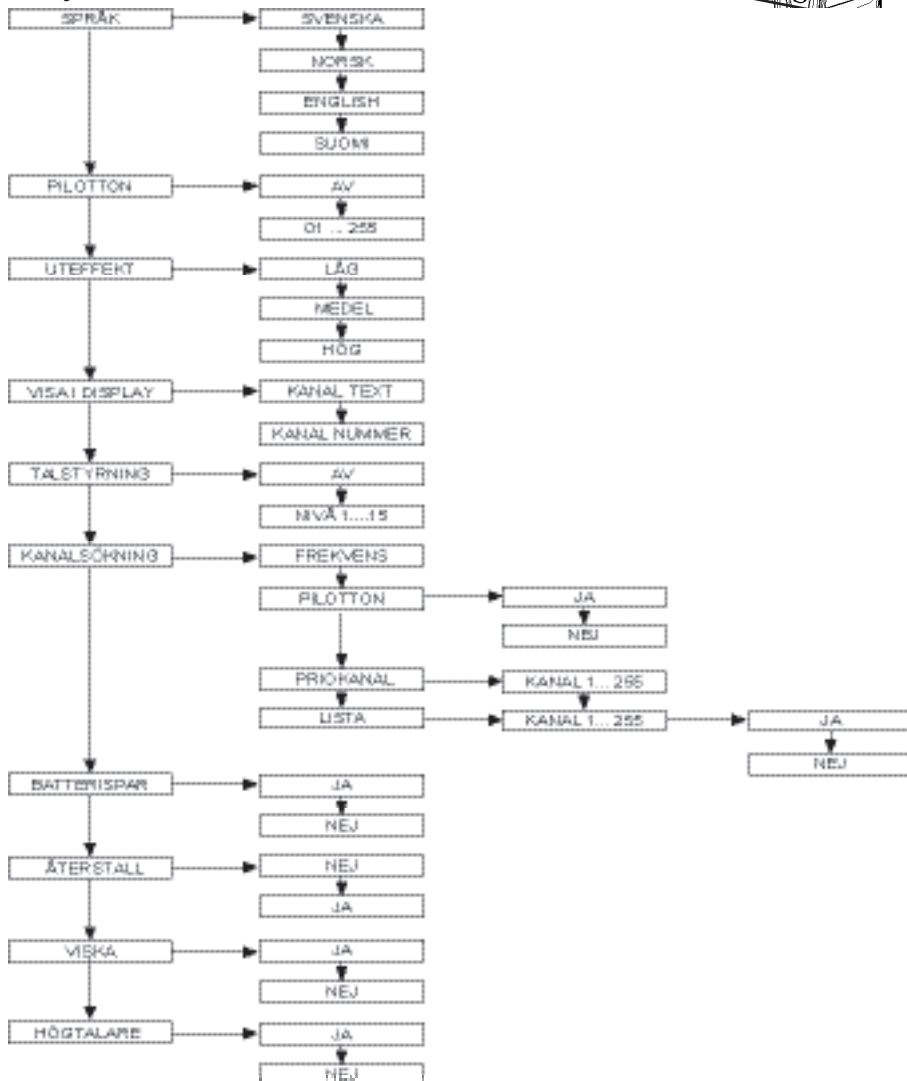 SPRÅK
SVENSKA
NORSK
ENGLISH
SUOMI
PILOTTON
AV
01 ... 255
UTEFFEKT
LÅG
MEDEL
HÖG
VISA I DISPLAY
KANAL TEXT
KANAL NUMMER
TALSTYRNING
AV
NIVÅ 1....15
KANALSÖKNING
FREKVENS
PILOTTON
JA
NEJ
PRIOKANAL
KANAL 1... 255
LISTA
KANAL 1... 255
JA
NEJ
BATTERISPAR
JA
NEJ
ÅTERSTALL
NEJ
JA
VISKA
JA
NEJ
HÖGTALARE
JA
NEJ